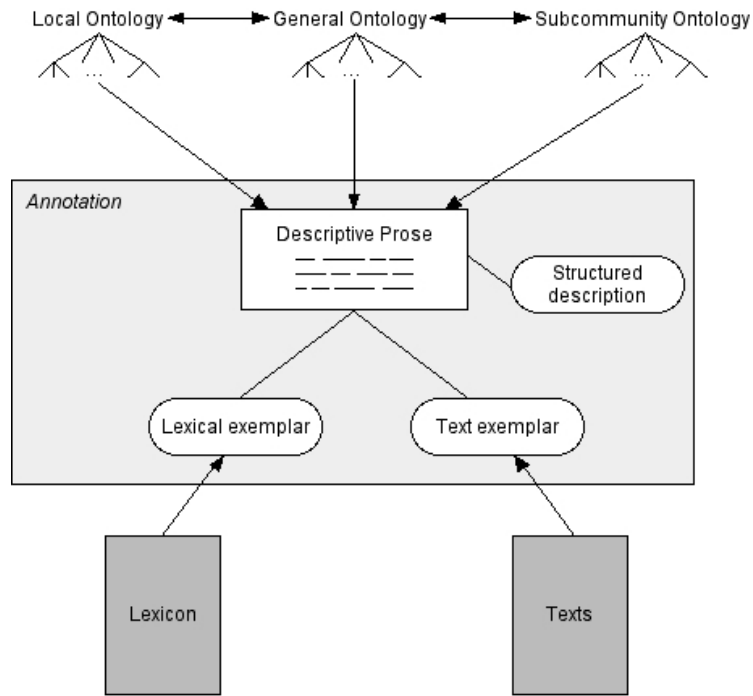 Local Ontology General Ontology Subcommunity Ontology
... ... ...
Annotation
Descriptive Prose
Structured
description
Lexical exemplar Text exemplar
Lexicon Texts